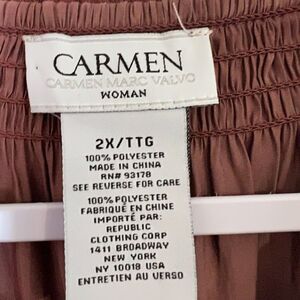 CARMEN
CARMEN MARC VALVO
WOMAN
2X/TTG
100% POLYESTER
MADE IN CHINA
RN# 93178
SEE REVERSE FOR CARE
100% POLYESTER
FABRIQUÉ EN CHINE
IMPORTÉ PAR:
REPUBLIC
CLOTHING CORP
1411 BROADWAY
NEW YORK
NY 10018 USA
ENTRETIEN AU VERSO